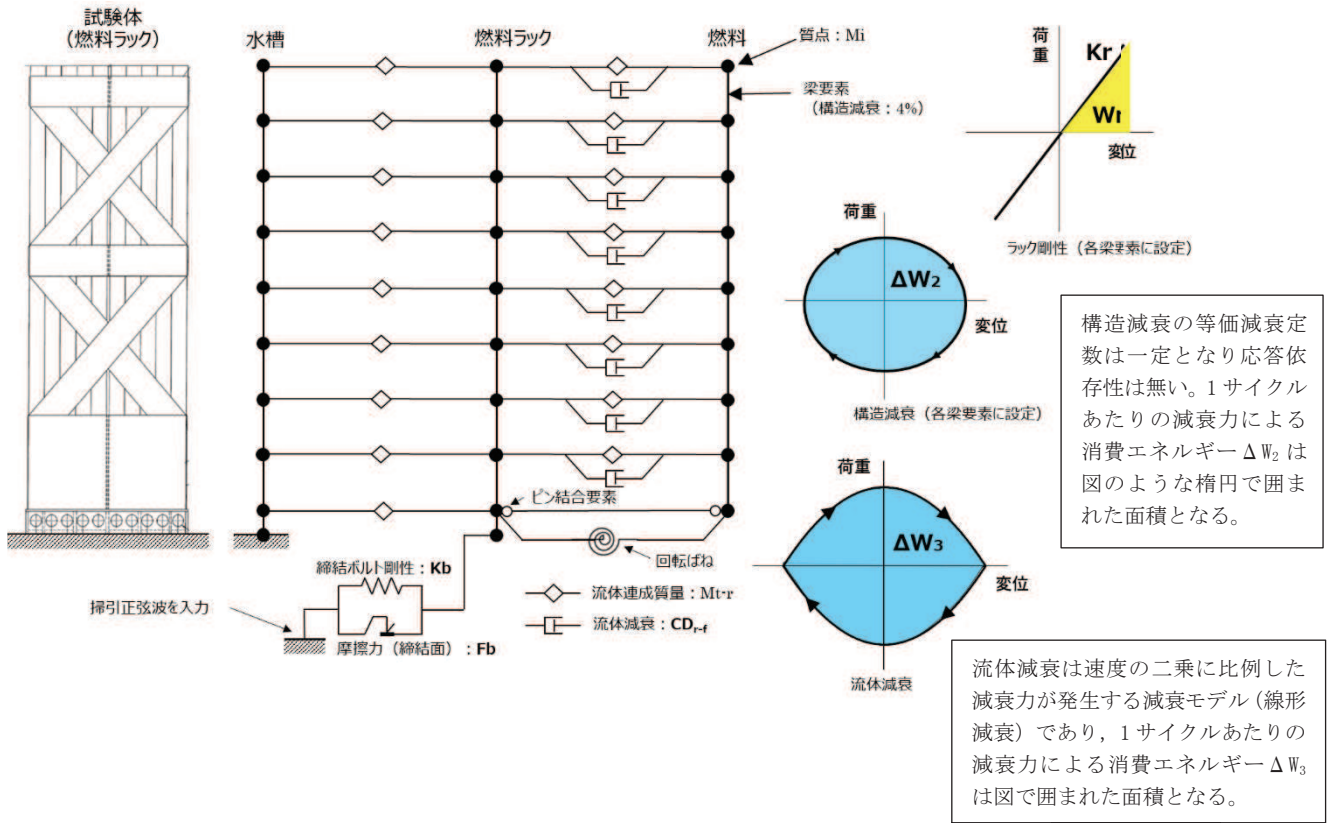 試験体
(燃料ラック)
水槽
燃料ラック
燃料
質点：Mi
梁要素
(構造減衰：4%)
荷重
Kr
Wr
変位
ラック剛性 (各梁要素に設定)
荷重
ΔW₂
変位
構造減衰 (各梁要素に設定)
構造減衰の等価減衰定
数は一定となり応答依
存性は無い。1 サイクル
あたりの減衰力による
消費エネルギーΔW₂ は
図のような楕円で囲ま
れた面積となる。
荷重
ΔW₃
変位
流体減衰
ピン結合要素
回転ばね
締結ボルト剛性：Kb
掃引正弦波を入力
摩擦力 (締結面) ：Fb
流体連成質量：Mt-r
流体減衰：CDr-f
流体減衰は速度の二乗に比例した
減衰力が発生する減衰モデル (線形
減衰) であり，1 サイクルあたりの
減衰力による消費エネルギーΔW₃
は図で囲まれた面積となる。